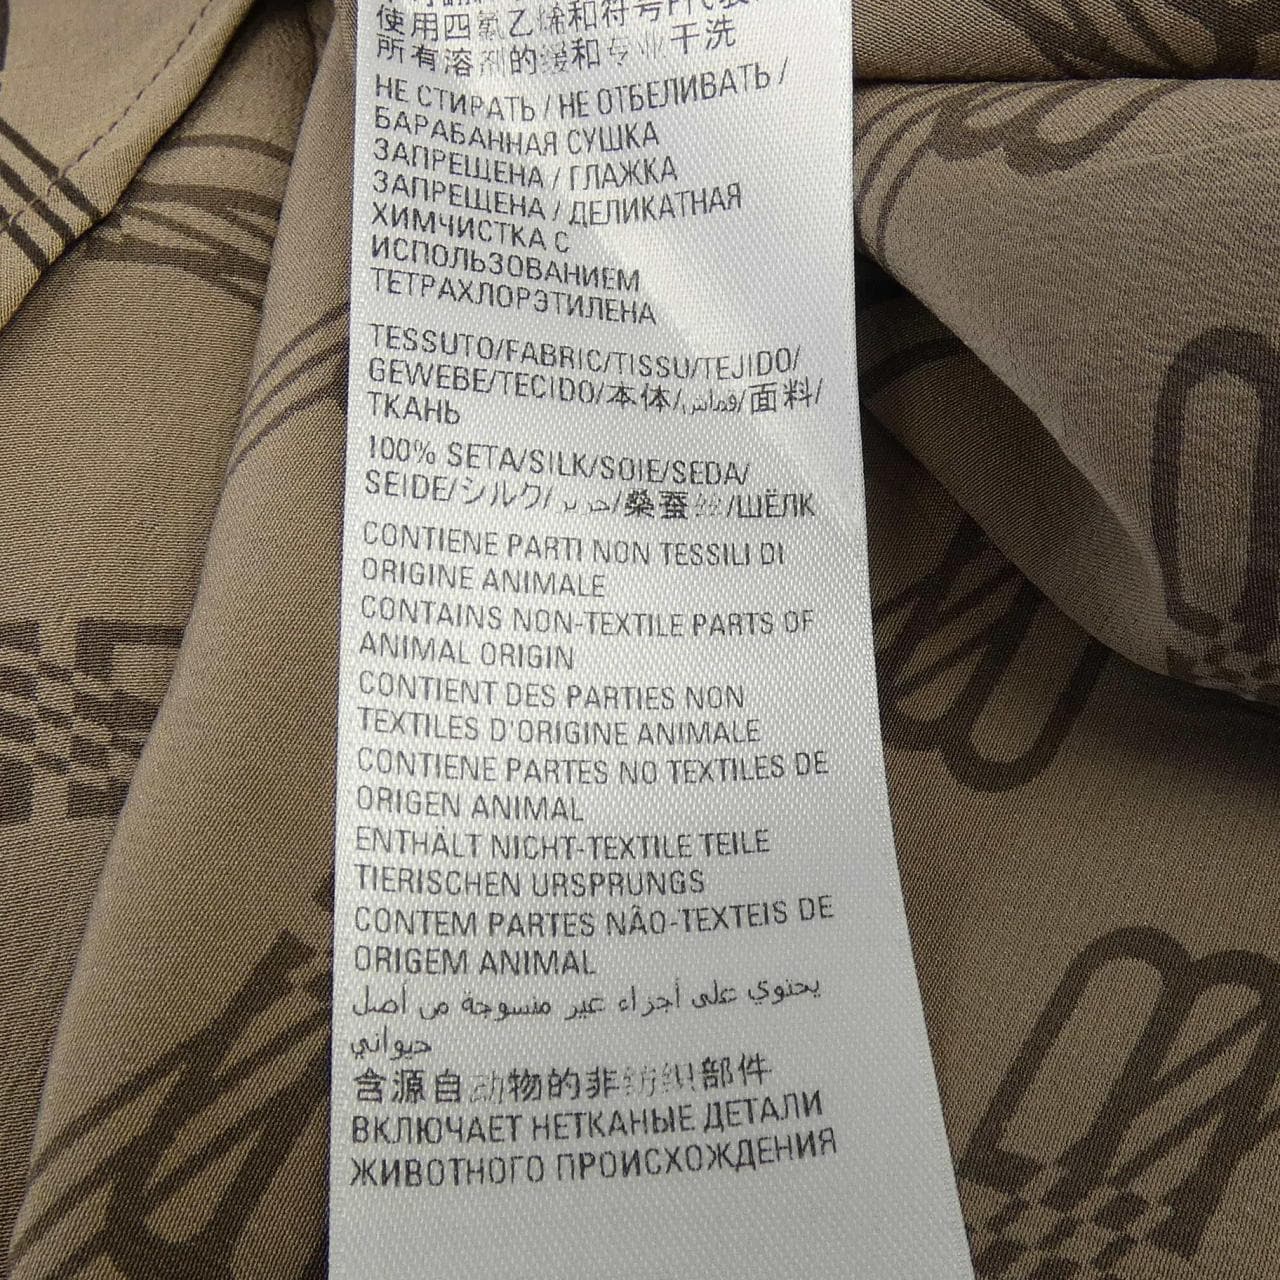 使用四氯乙烯和符号
所有溶剂的缓和专业干洗
НЕ СТИРАТЬ / НЕ ОТБЕЛИВАТЬ /
БАРАБАННАЯ СУШКА
ЗАПРЕЩЕНА / ГЛАЖКА
ЗАПРЕЩЕНА / ДЕЛИКАТНАЯ
ХИМЧИСТКА С
ИСПОЛЬЗОВАНИЕМ
ТЕТРАХЛОРЭТИЛЕНА
TESSUTO/FABRIC/TISSU/TEJIDO/
GEWEBE/TECIDO/本体/قماش/面料/
ТКАНЬ
100% SETA/SILK/SOIE/SEDA/
SEIDE/シルク/حرير/桑蚕丝/ШЁЛК
CONTIENE PARTI NON TESSILI DI
ORIGINE ANIMALE
CONTAINS NON-TEXTILE PARTS OF
ANIMAL ORIGIN
CONTIENT DES PARTIES NON
TEXTILES D'ORIGINE ANIMALE
CONTIENE PARTES NO TEXTILES DE
ORIGEN ANIMAL
ENTHÄLT NICHT-TEXTILE TEILE
TIERISCHEN URSPRUNGS
CONTEM PARTES NÃO-TEXTEIS DE
ORIGEM ANIMAL
يحتوي على أجزاء غير منسوجة من أصل
حيواني
含源自动物的非纺织部件
ВКЛЮЧАЕТ НЕТКАНЫЕ ДЕТАЛИ
ЖИВОТНОГО ПРОИСХОЖДЕНИЯ